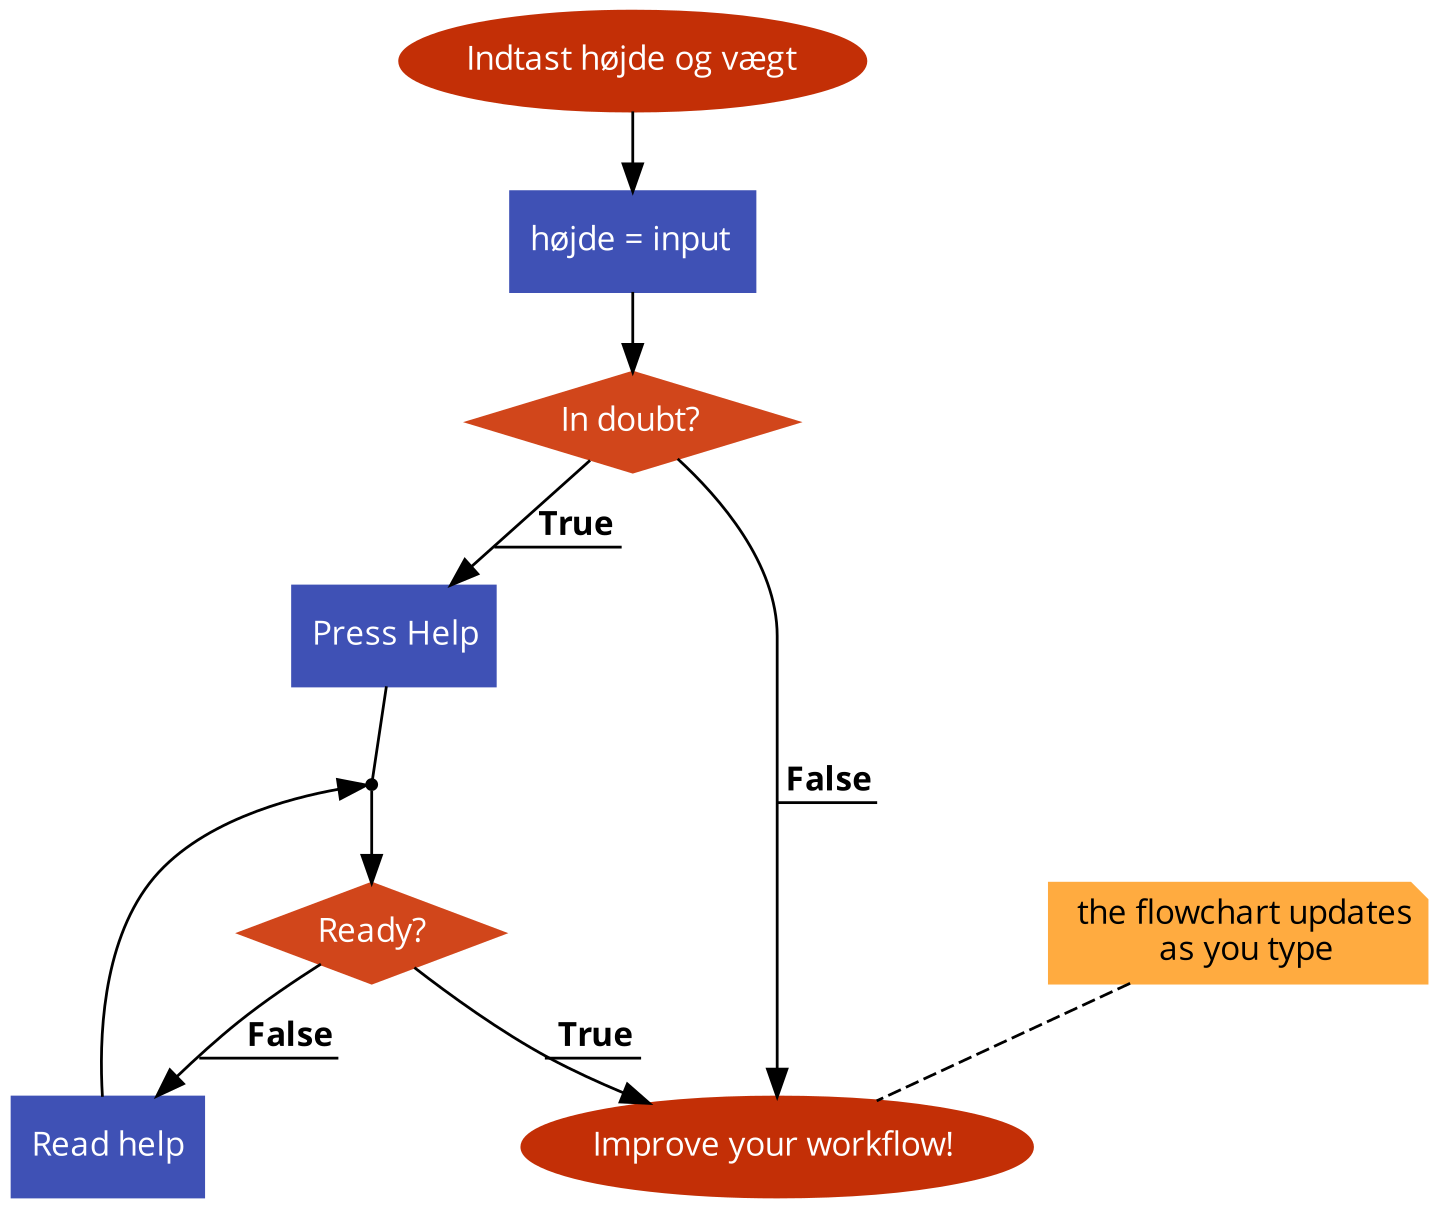 Indtast højde og vægt
højde = input
In doubt?
True
Press Help
False
Ready?
the flowchart updates
as you type
False
True
Read help
Improve your workflow!